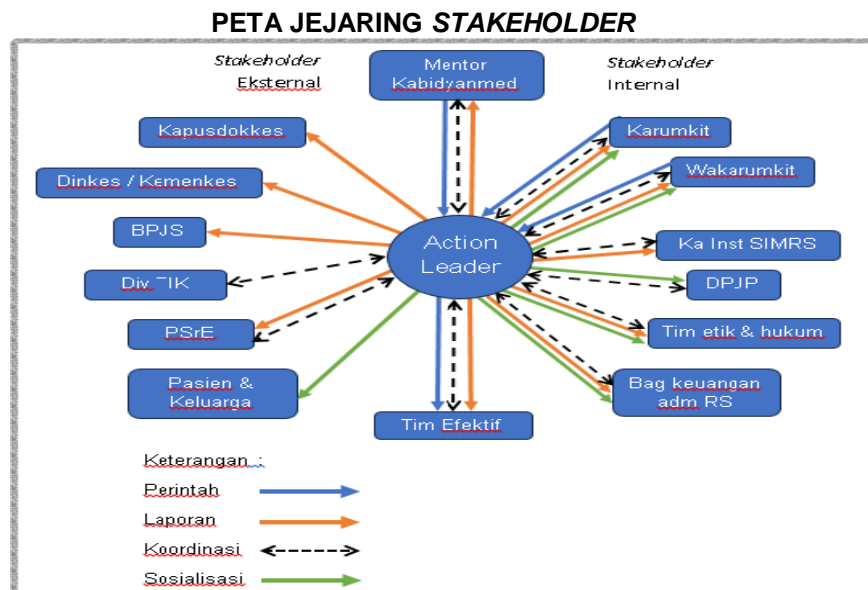 PETA JEJARING STAKEHOLDER
Stakeholder
Eksternal
Mentor
Kabidyanmed
Stakeholder
Internal
Kapusdokkes
Karumkit
Dinkes / Kemenkes
Wakarumkit
BPJS
Action
Leader
Ka Inst SIMRS
Div TIK
DPJP
PSrE
Tim etik & hukum
Pasien &
Keluarga
Bag keuangan
adm RS
Tim Efektif
Keterangan :
Perintah
Laporan
Koordinasi
Sosialisasi